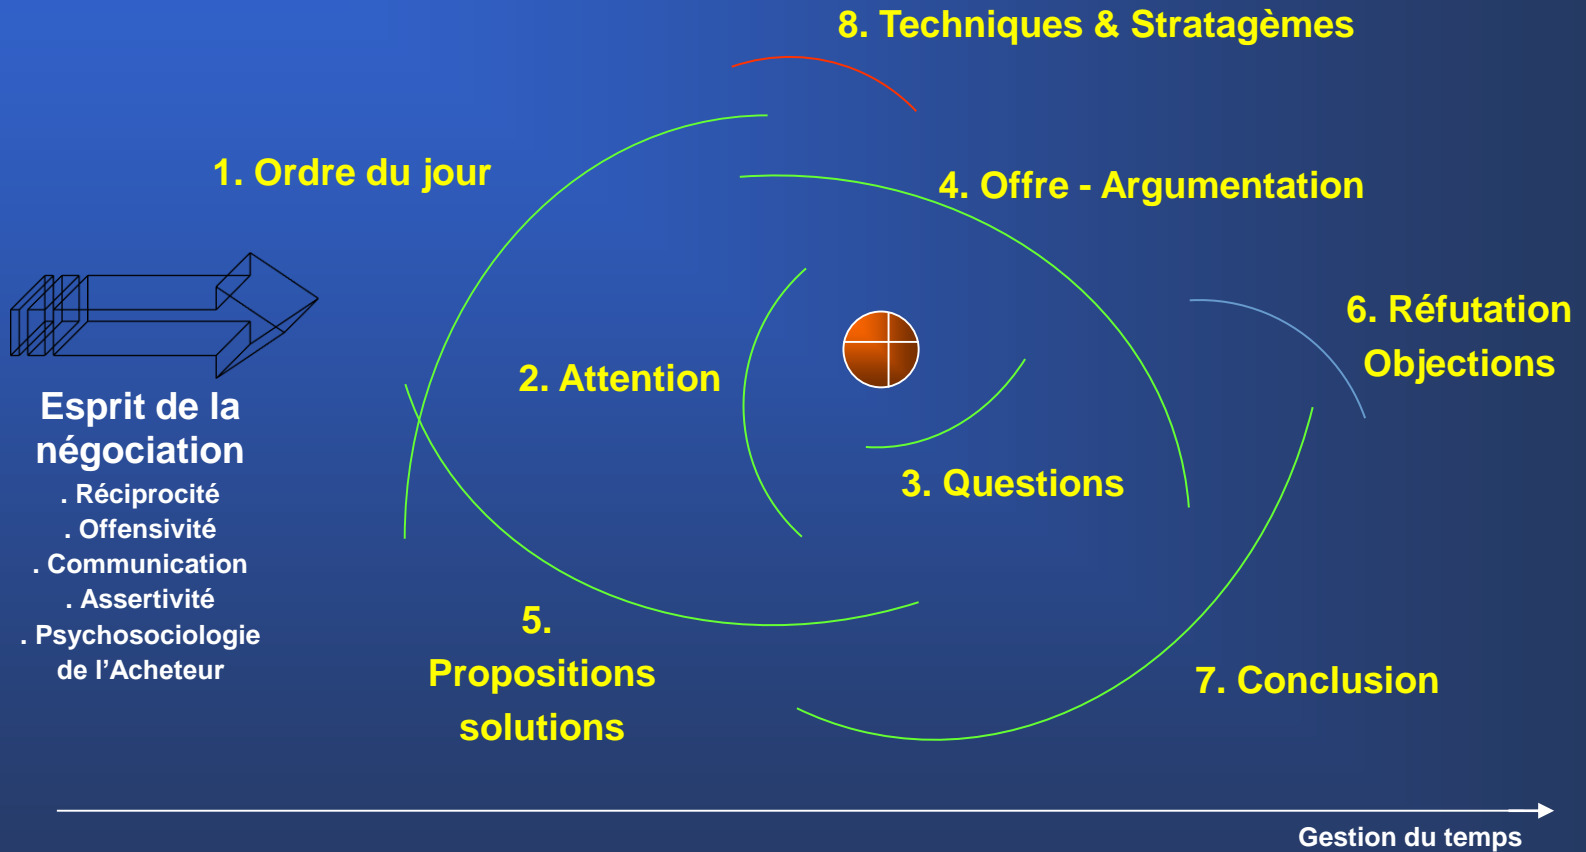 8. Techniques & Stratagèmes
1. Ordre du jour
4. Offre - Argumentation
6. Réfutation
Objections
2. Attention
Esprit de la
négociation
. Réciprocité
. Offensivité
. Communication
. Assertivité
. Psychosociologie
de l’Acheteur
3. Questions
5.
Propositions
solutions
7. Conclusion
Gestion du temps